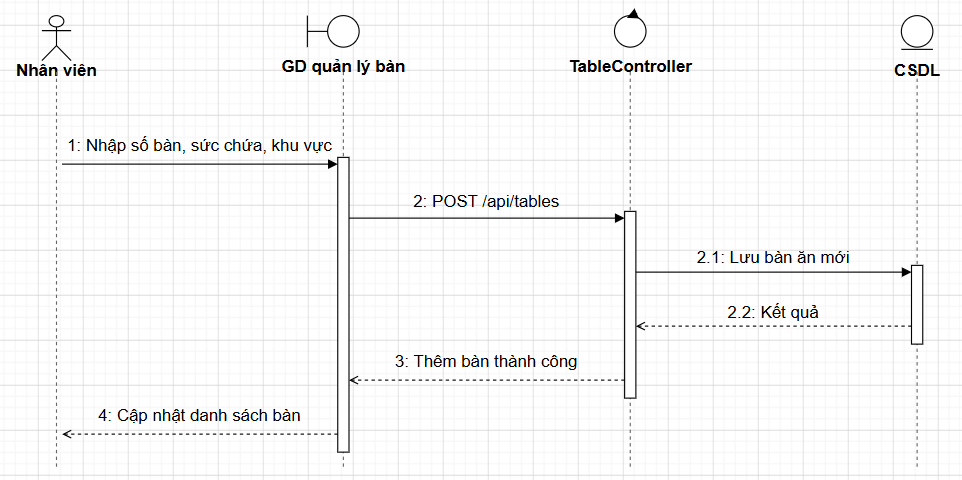 Nhân viên
GD quản lý bàn
TableController
CSDL
1: Nhập số bàn, sức chứa, khu vực
2: POST /api/tables
2.1: Lưu bàn ăn mới
2.2: Kết quả
3: Thêm bàn thành công
4: Cập nhật danh sách bàn